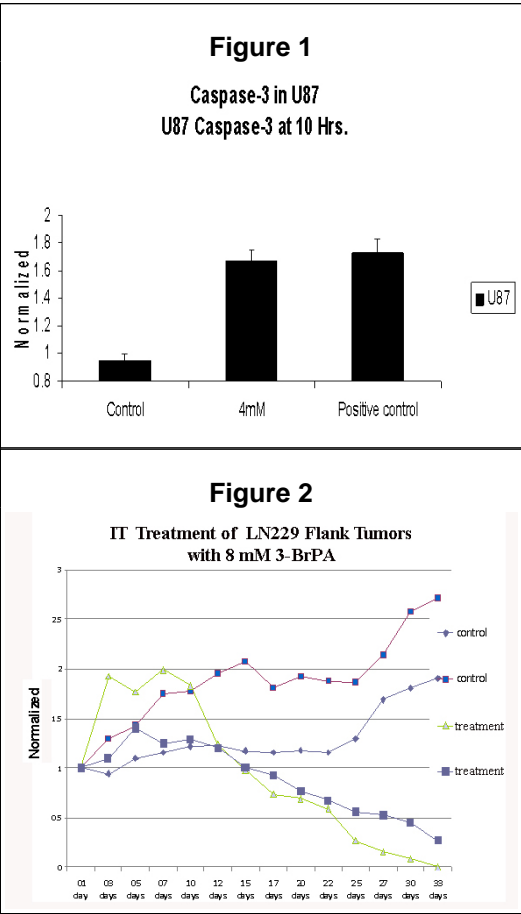 Figure 1
Caspase-3 in U87
U87 Caspase-3 at 10 Hrs.
Normalized
2
1.8
1.6
1.4
1.2
1
0.8
Control
4mM
Positive control
U87
Figure 2
IT Treatment of LN229 Flank Tumors
with 8 mM 3-BrPA
Normalized
3
2.5
2
1.5
1
0.5
0
01 03 05 07 10 12 15 17 20 22 25 27 30 33
day days days days days days days days days days days days days days
control
control
treatment
treatment